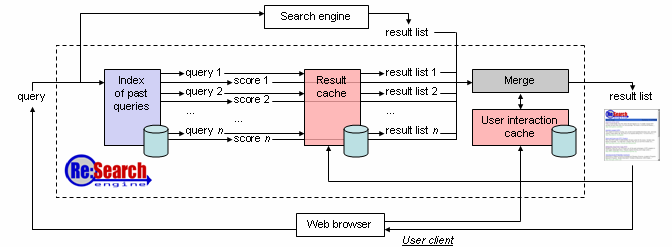 Search engine
result list
query
Index
of past
queries
query 1
score 1
query 2
score 2
...
...
query n
score n
Result
cache
result list 1
result list 2
...
result list n
Merge
User interaction
cache
result list
Re:Search
engine
Web browser
User client